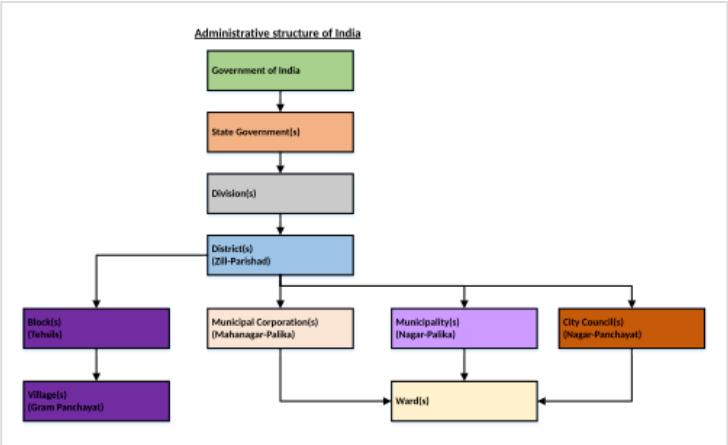 Administrative structure of India
Government of India
State Government(s)
Division(s)
District(s)
(Zill-Parishad)
Block(s)
(Tehsils)
Municipal Corporation(s)
(Mahanagar-Palika)
Municipality(s)
(Nagar-Palika)
City Council(s)
(Nagar-Panchayat)
Village(s)
(Gram Panchayat)
Ward(s)